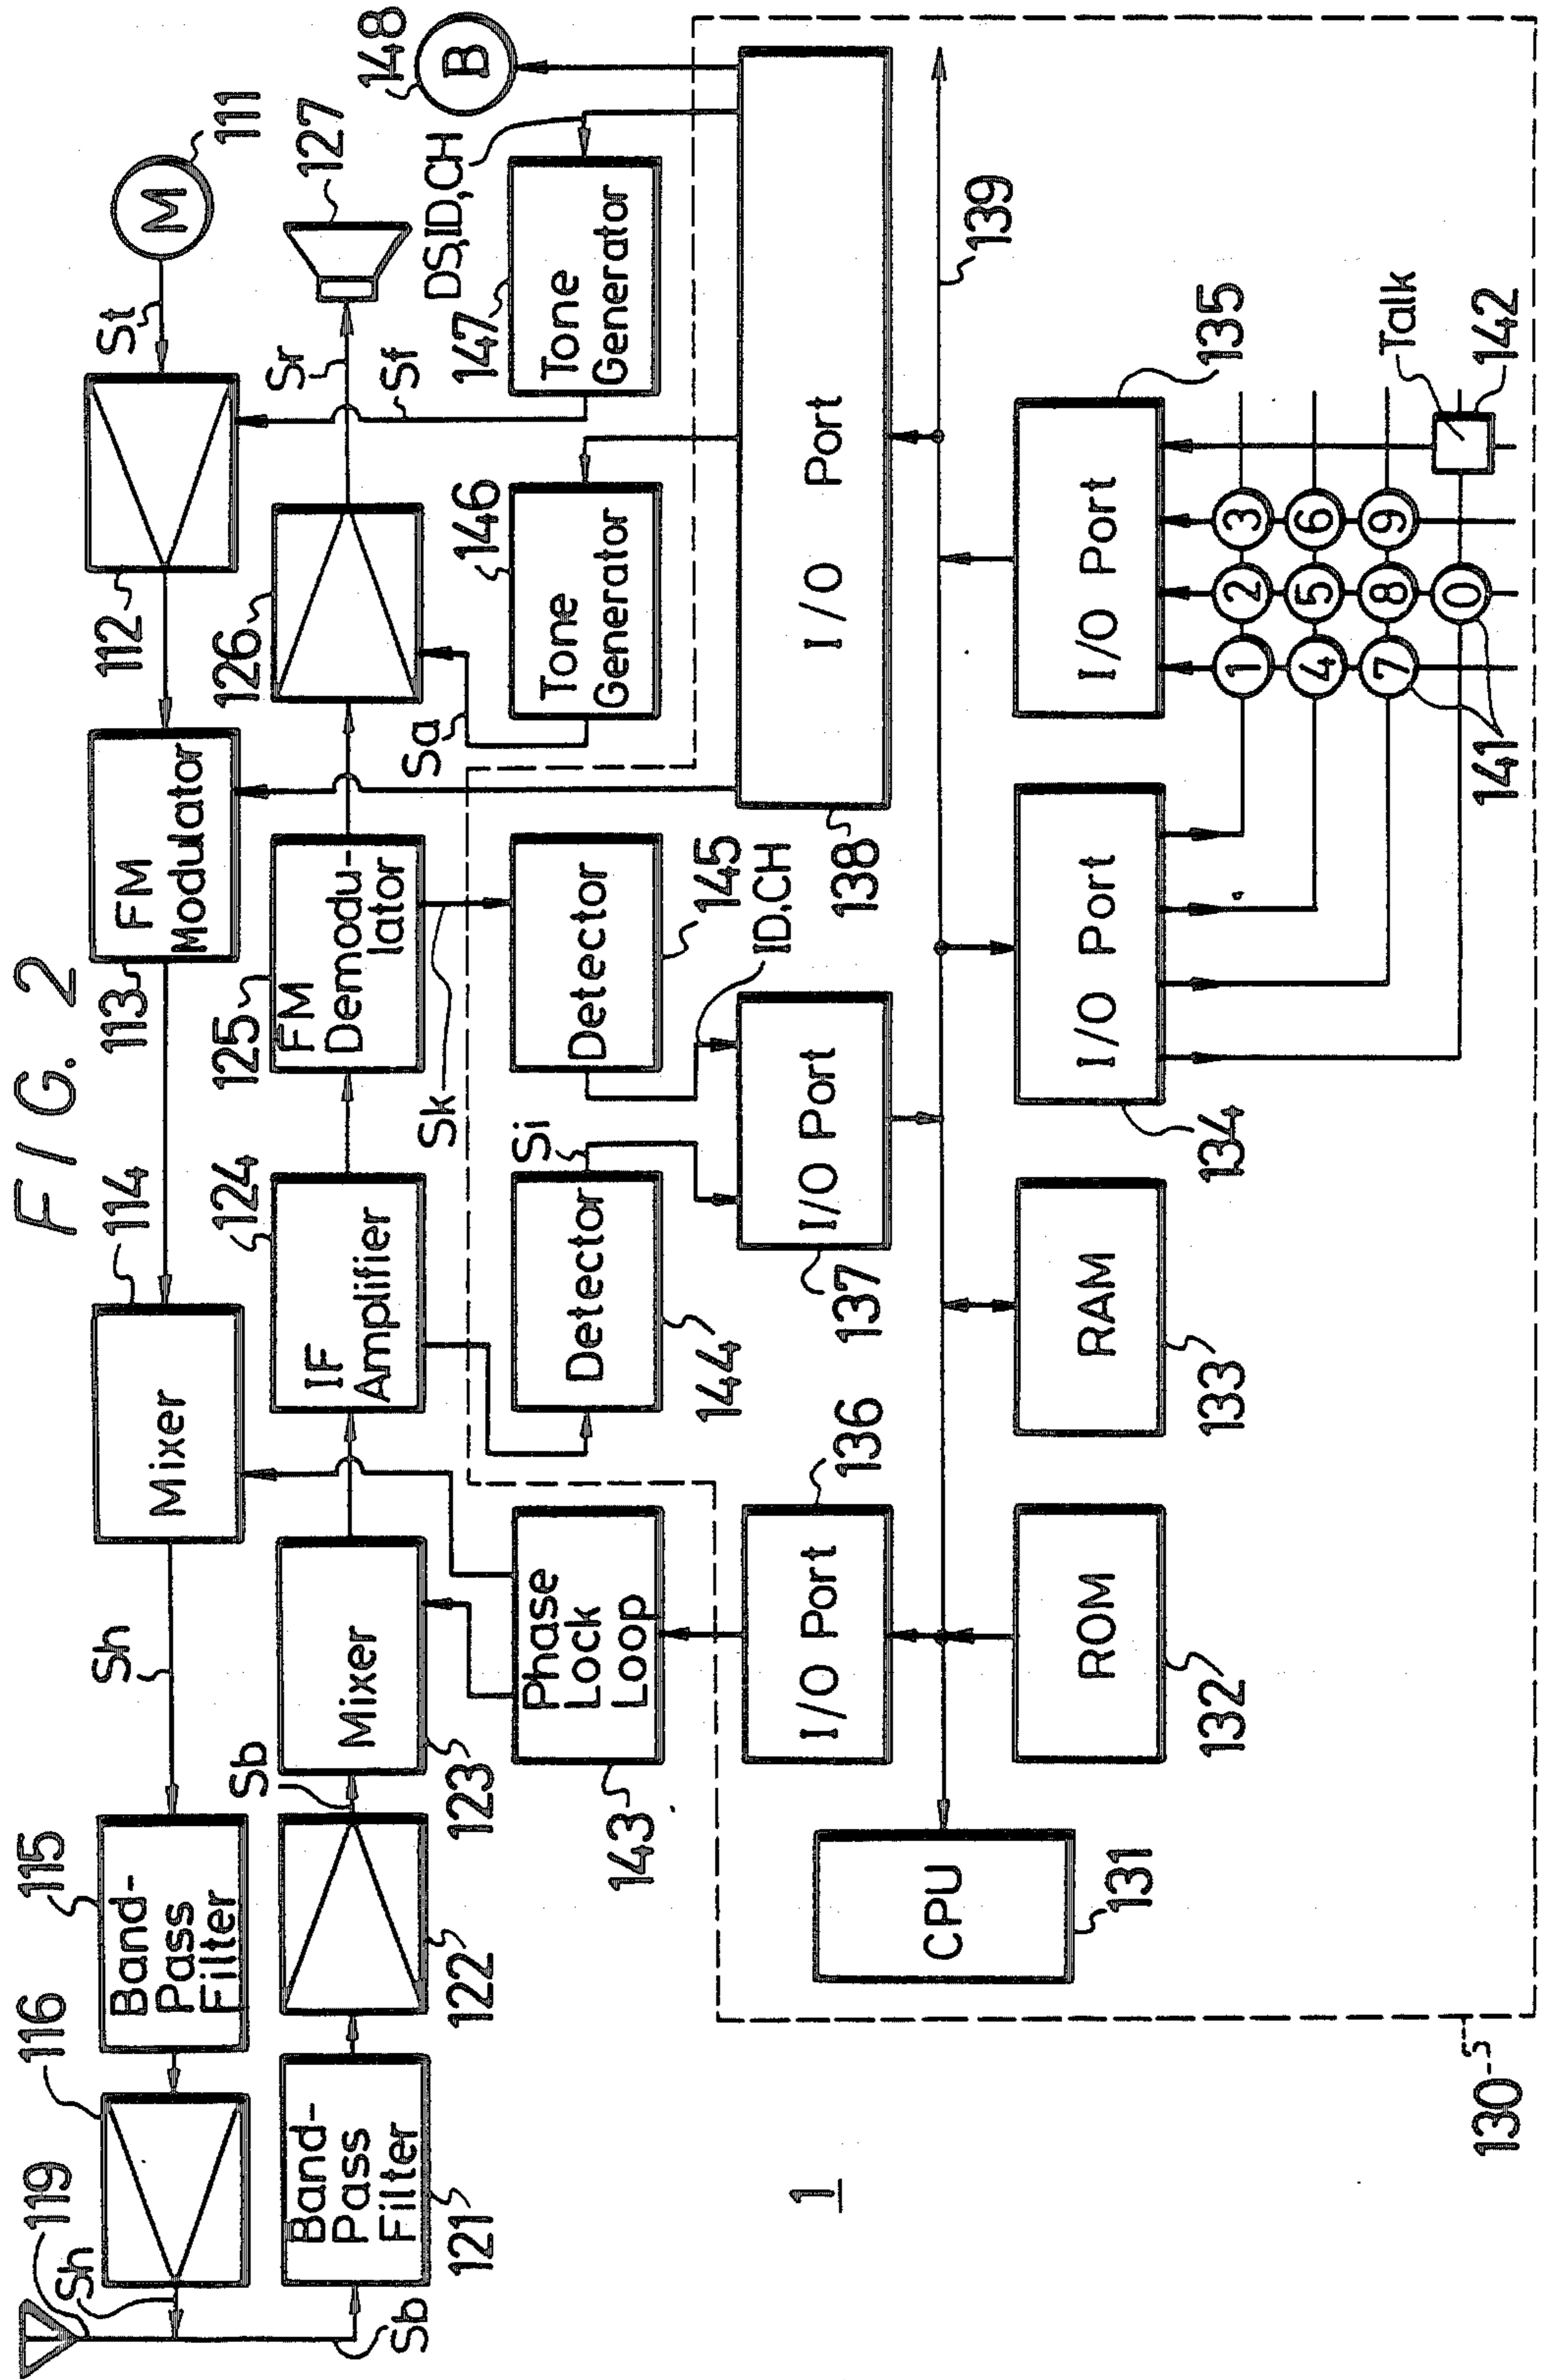 FIG. 2
119
Sh
116
115
Band-
Pass
Filter
Sh
114
Mixer
113
FM
Modulator
112
St
M
111
Sb
121
Band-
Pass
Filter
122
Sb
123
Mixer
124
IF
Amplifier
125
FM
Demodu-
lator
126
Sr
127
Sf
Sa
Sk
143
Phase
Lock
Loop
144
Detector
Si
145
Detector
ID,CH
146
Tone
Generator
147
Tone
Generator
DS,ID,CH
148
B
136
I/O Port
137
I/O Port
138
I/O Port
139
131
CPU
132
ROM
133
RAM
134
I/O Port
135
I/O Port
1
2
3
4
5
6
7
8
9
0
141
Talk
142
130
1